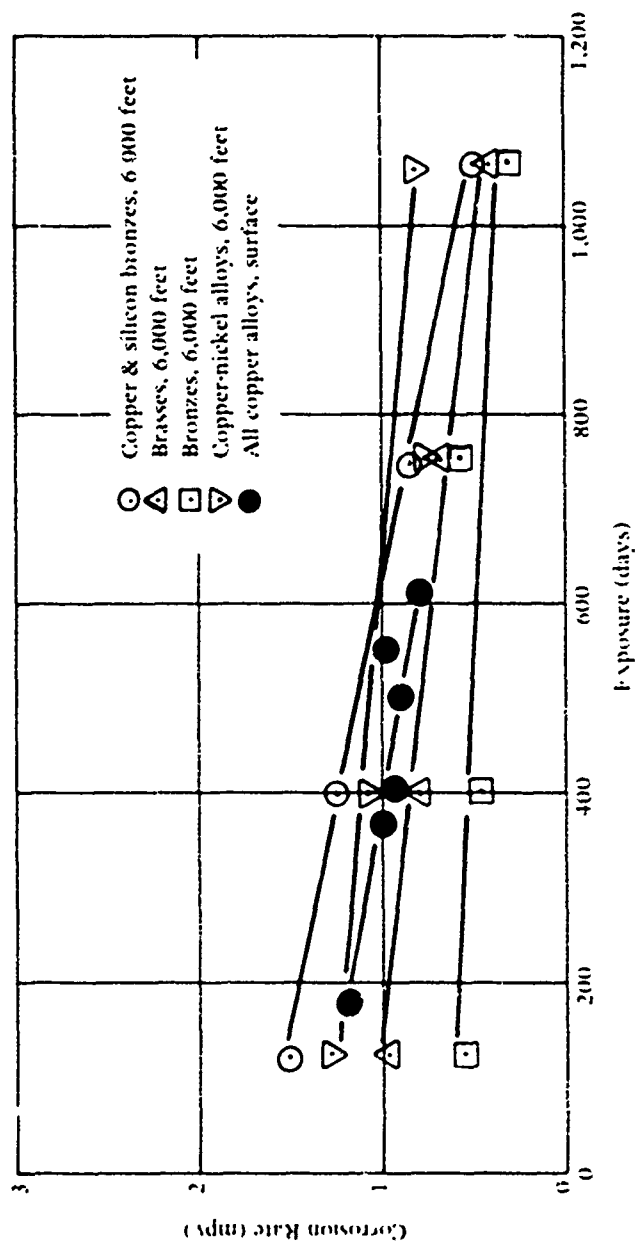 Copper & silicon bronzes, 6 000 feet
Brasses, 6,000 feet
Bronzes, 6,000 feet
Copper-nickel alloys, 6,000 feet
All copper alloys, surface
Corrosion Rate (mpy)
3
2
1
0
0
200
400
600
800
1,000
1,200
Exposure (days)